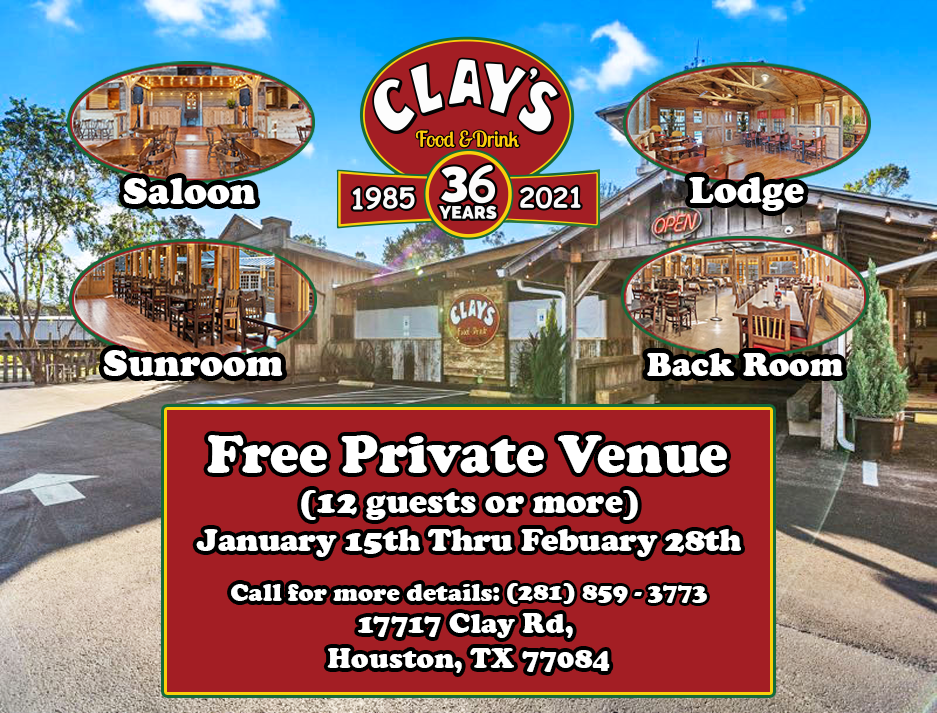 CLAY'S
Food & Drink
1985 36 YEARS 2021
Saloon
Lodge
OPEN
CLAY'S
Food & Drink
Sunroom
Back Room
Free Private Venue
(12 guests or more)
January 15th Thru Febuary 28th
Call for more details: (281) 859 - 3773
17717 Clay Rd,
Houston, TX 77084